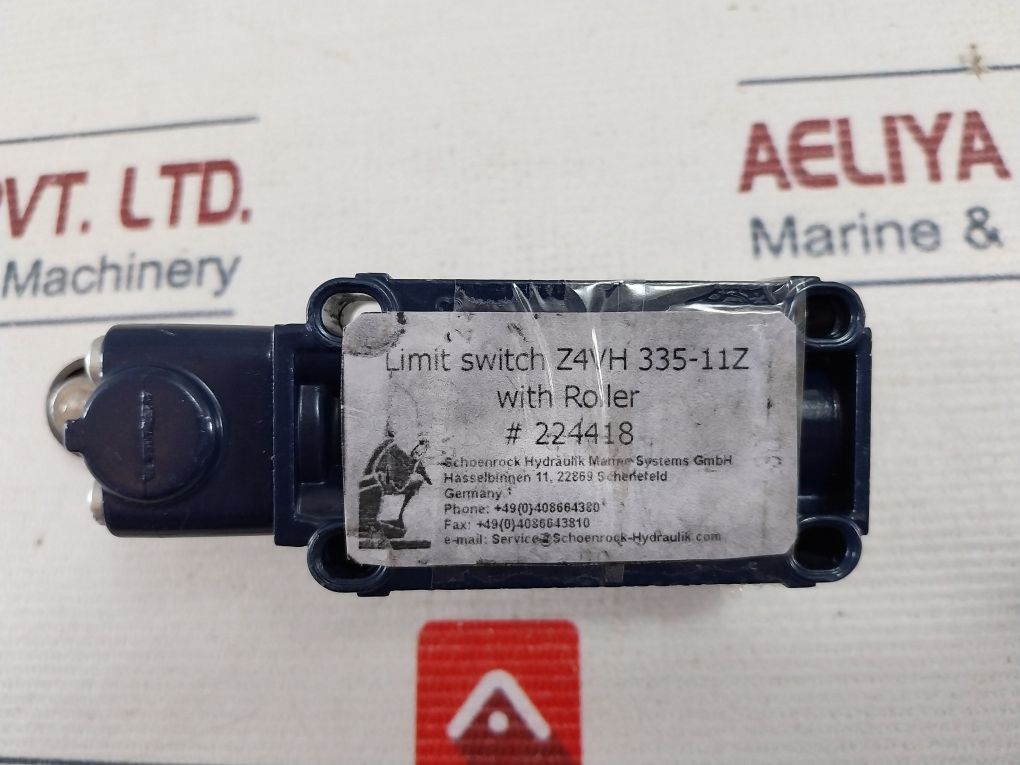 PVT. LTD.
Machinery
AELIYA
Marine &
Limit switch Z4VH 335-11Z
with Roller
# 224418
Schoenrock Hydraulik Marine Systems GmbH
Hasselbinnen 11, 22869 Schenefeld
Germany
Phone: +49(0)408664380
Fax: +49(0)4086643810
e-mail: Service@Schoenrock-Hydraulik.com